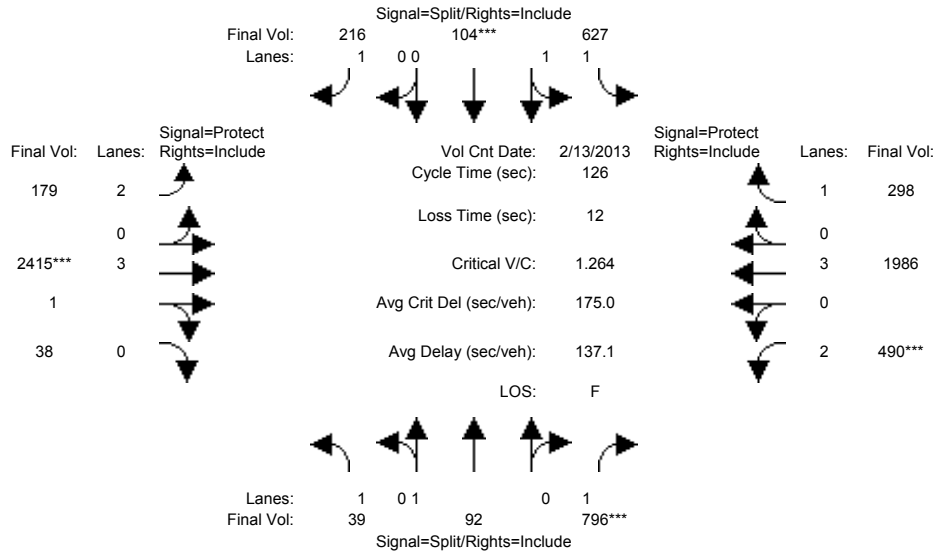 Signal=Split/Rights=Include
Final Vol: 216 104*** 627
Lanes: 1 0 0 1 1
Signal=Protect Signal=Protect
Final Vol: Lanes: Rights=Include Vol Cnt Date: 2/13/2013 Rights=Include Lanes: Final Vol:
Cycle Time (sec): 126
179 2 1 298
Loss Time (sec): 12
0 0
2415*** 3 Critical V/C: 1.264 3 1986
1 Avg Crit Del (sec/veh): 175.0 0
38 0 Avg Delay (sec/veh): 137.1 2 490***
LOS: F
Lanes: 1 0 1 0 1
Final Vol: 39 92 796***
Signal=Split/Rights=Include